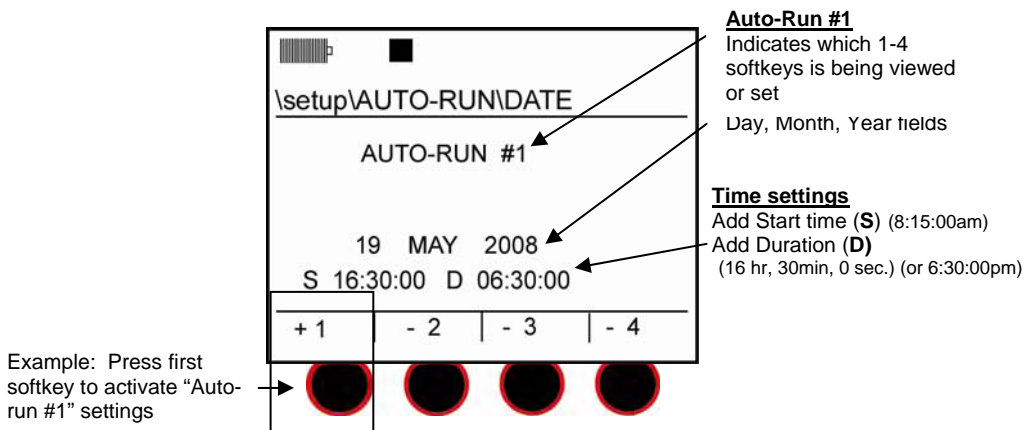 Auto-Run #1
Indicates which 1-4
softkeys is being viewed
or set
Day, Month, Year fields
\setup\AUTO-RUN\DATE
AUTO-RUN #1
Time settings
Add Start time (S) (8:15:00am)
Add Duration (D)
(16 hr, 30min, 0 sec.) (or 6:30:00pm)
19 MAY 2008
S 16:30:00 D 06:30:00
+ 1 - 2 - 3 - 4
Example: Press first
softkey to activate “Auto-
run #1” settings